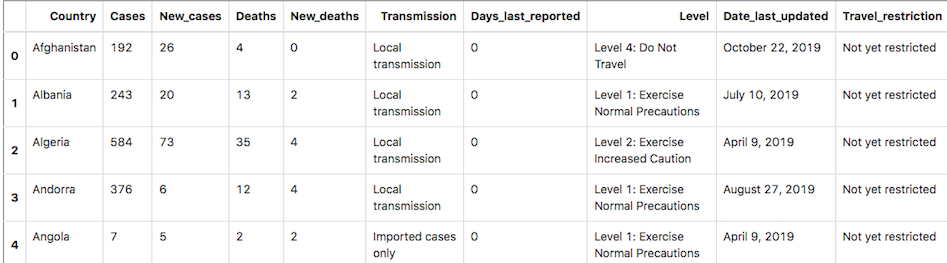 Country Cases New_cases Deaths New_deaths Transmission Days_last_reported Level Date_last_updated Travel_restriction
0 Afghanistan 192 26 4 0 Local transmission 0 Level 4: Do Not Travel October 22, 2019 Not yet restricted
1 Albania 243 20 13 2 Local transmission 0 Level 1: Exercise Normal Precautions July 10, 2019 Not yet restricted
2 Algeria 584 73 35 4 Local transmission 0 Level 2: Exercise Increased Caution April 9, 2019 Not yet restricted
3 Andorra 376 6 12 4 Local transmission 0 Level 1: Exercise Normal Precautions August 27, 2019 Not yet restricted
4 Angola 7 5 2 2 Imported cases only 0 Level 1: Exercise Normal Precautions April 9, 2019 Not yet restricted